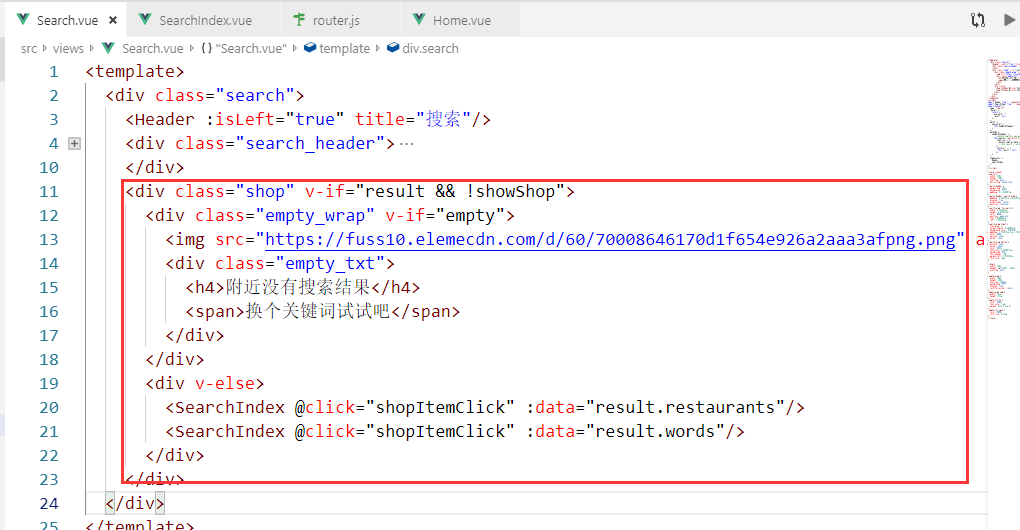 Search.vue × SearchIndex.vue router.js Home.vue
src views Search.vue {} "Search.vue" template div.search
1 <template>
2 <div class="search">
3 <Header :isLeft="true" title="搜索"/>
4 <div class="search_header">…
10 </div>
11 <div class="shop" v-if="result && !showShop">
12 <div class="empty_wrap" v-if="empty">
13 <img src="https://fuss10.elemecdn.com/d/60/70008646170d1f654e926a2aaa3afpng.png" a
14 <div class="empty_txt">
15 <h4>附近没有搜索结果</h4>
16 <span>换个关键词试试吧</span>
17 </div>
18 </div>
19 <div v-else>
20 <SearchIndex @click="shopItemClick" :data="result.restaurants"/>
21 <SearchIndex @click="shopItemClick" :data="result.words"/>
22 </div>
23 </div>
24 </div>
25 </template>